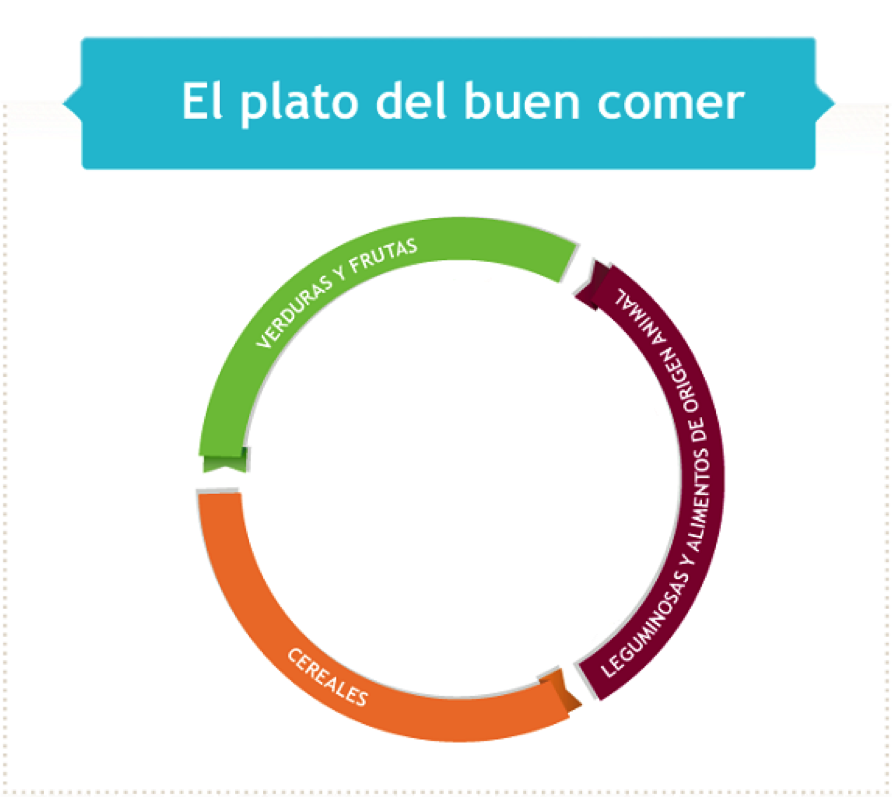 El plato del buen comer
VERDURAS Y FRUTAS
LEGUMINOSAS Y ALIMENTOS DE ORIGEN ANIMAL
CEREALES